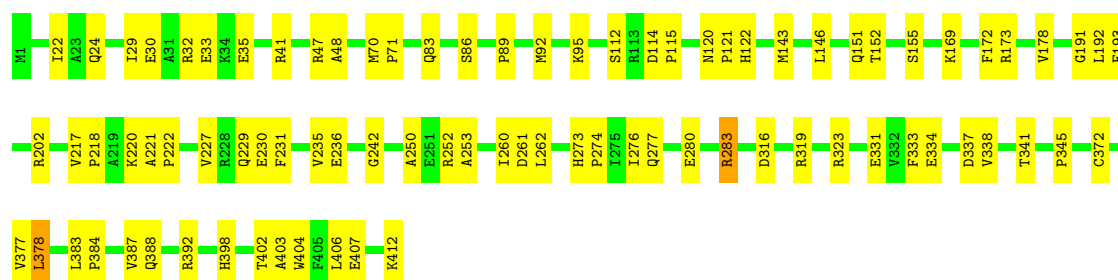 M1 I22 A23 Q24 I29 E30 A31 R32 E33 K34 E35 R41 R47 A48 M70 P71 Q83 S86 P89 M92 K95 S112 R113 D114 P115 N120 P121 H122 M143 L146 Q151 T152 S155 K169 F172 R173 V178 G191 L192
R202 V217 P218 A219 K220 A221 P222 V227 R228 Q229 E230 F231 V235 E236 G242 A250 E251 R252 A253 I260 D261 L262 H273 P274 I275 I276 Q277 E280 R283 D316 R319 R323 E331 V332 F333 E334 D337 V338 T341 P345 C372
V377 L378 L383 P384 V387 Q388 R392 H398 T402 A403 W404 F405 L406 E407 K412